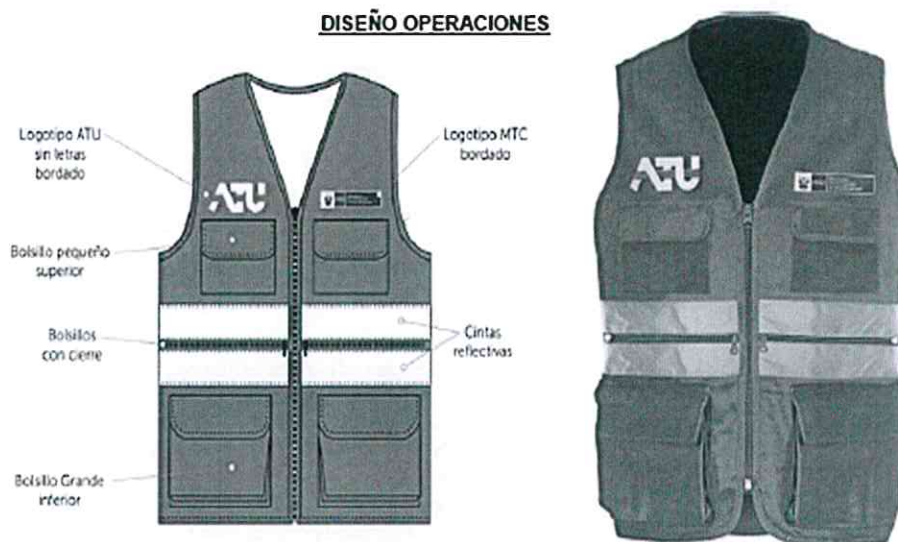 DISEÑO OPERACIONES
Logotipo ATU
sin letras
bordado
Logotipo MTC
bordado
ATU
ATU
Bolsillo pequeño
superior
Bolsillos
con cierre
Cintas
reflectivas
Bolsillo Grande
inferior